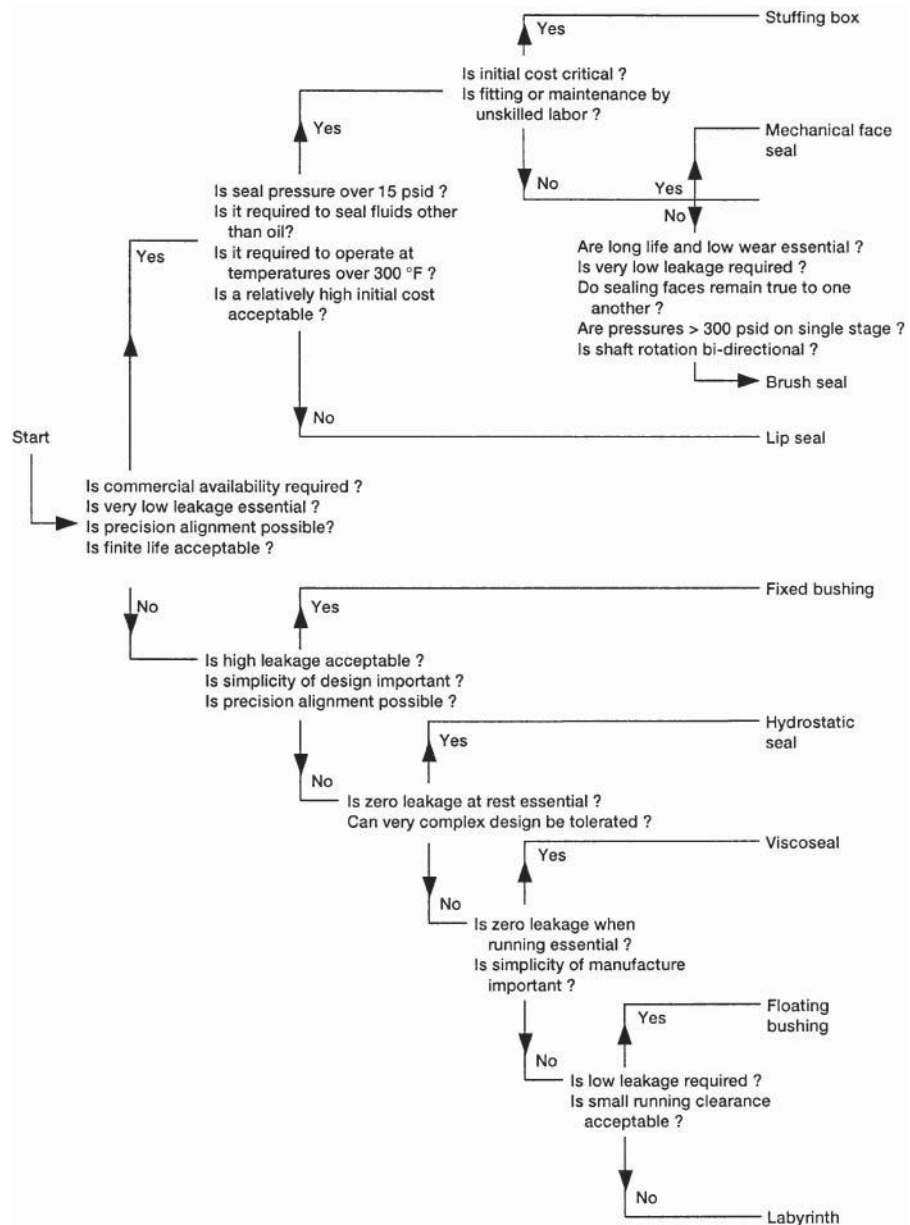 Yes
Stuffing box
Is initial cost critical ?
Is fitting or maintenance by
unskilled labor ?
Yes
Mechanical face
seal
No
Yes
Is seal pressure over 15 psid ?
Is it required to seal fluids other
than oil?
Is it required to operate at
temperatures over 300 °F ?
Is a relatively high initial cost
acceptable ?
No
Yes
Are long life and low wear essential ?
Is very low leakage required ?
Do sealing faces remain true to one
another ?
Are pressures > 300 psid on single stage ?
Is shaft rotation bi-directional ?
Brush seal
No
Lip seal
Start
Is commercial availability required ?
Is very low leakage essential ?
Is precision alignment possible?
Is finite life acceptable ?
Fixed bushing
No
Yes
Is high leakage acceptable ?
Is simplicity of design important ?
Is precision alignment possible ?
Hydrostatic
seal
Yes
No
Is zero leakage at rest essential ?
Can very complex design be tolerated ?
Viscoseal
Yes
No
Is zero leakage when
running essential ?
Is simplicity of manufacture
important ?
Floating
bushing
Yes
No
Is low leakage required ?
Is small running clearance
acceptable ?
No
Labyrinth